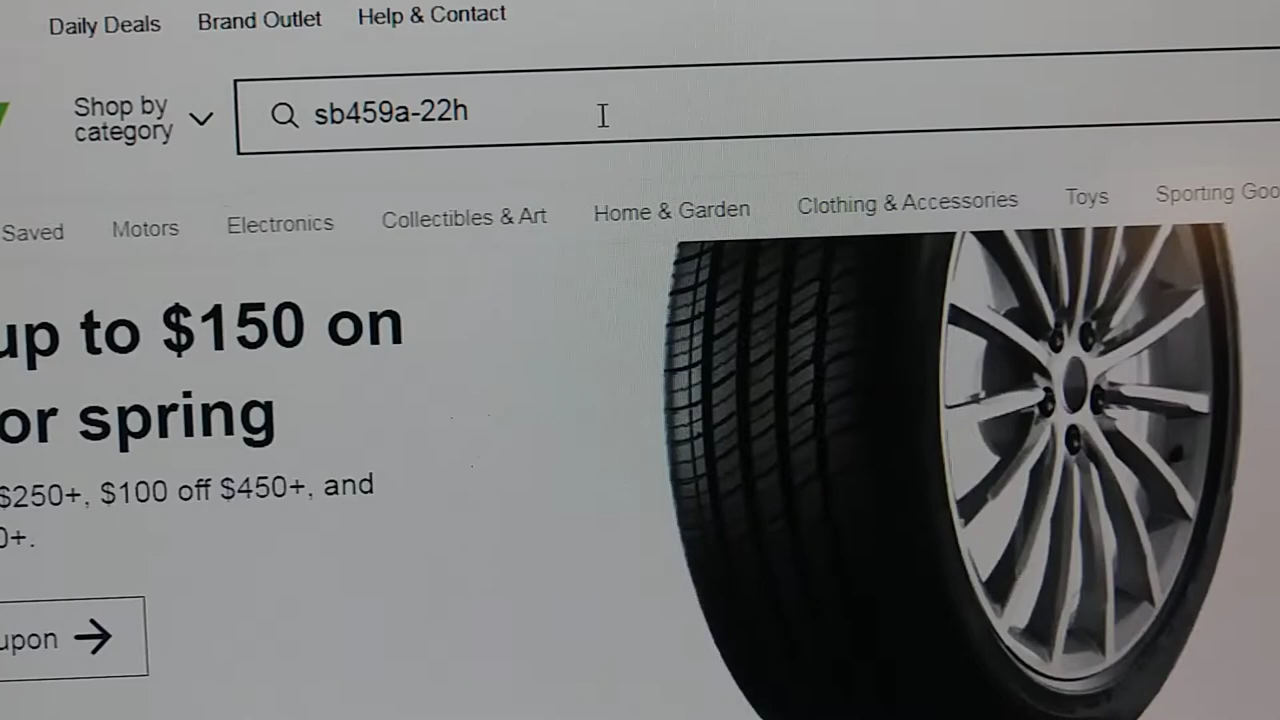 Daily Deals Brand Outlet Help & Contact
Shop by
category
sb459a-22h
Saved Motors Electronics Collectibles & Art Home & Garden Clothing & Accessories Toys Sporting Goo
up to $150 on
or spring
$250+, $100 off $450+, and
0+.
upon